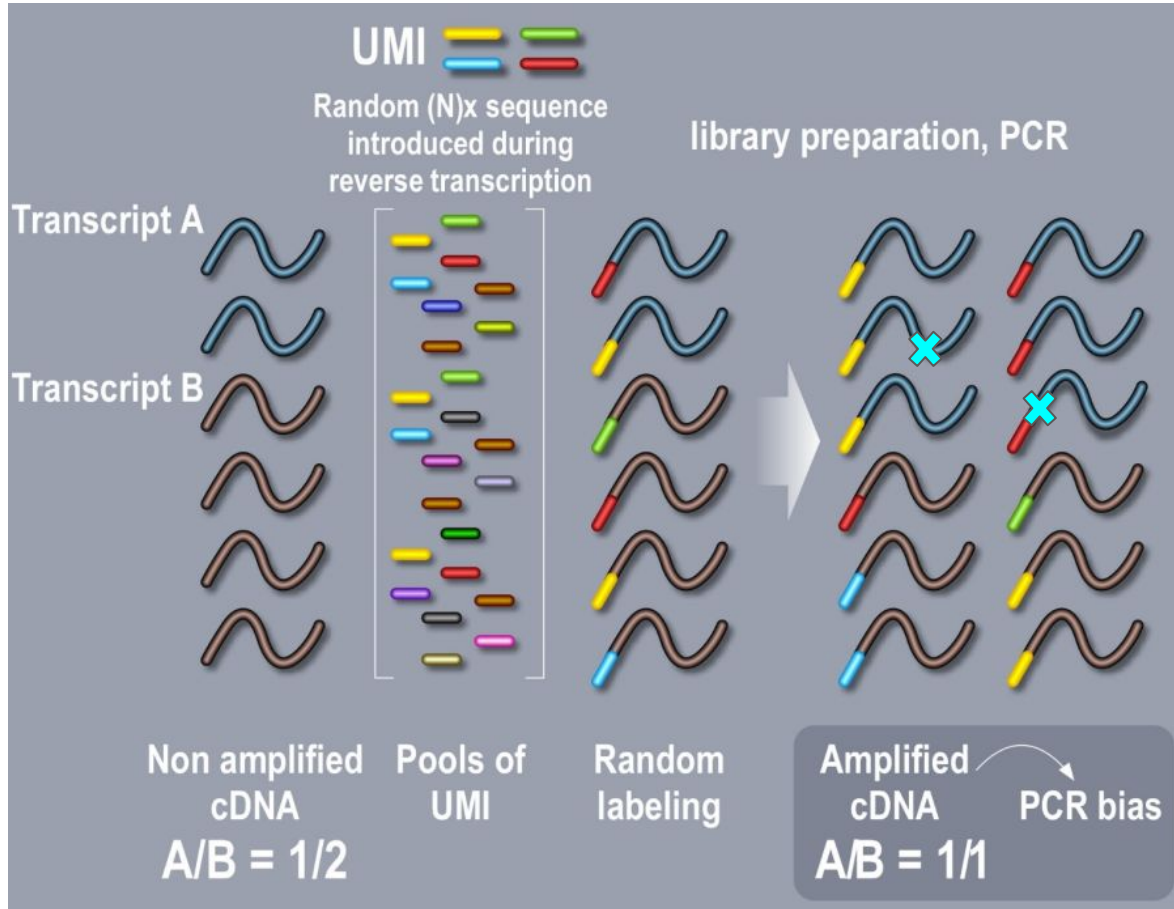 UMI
Random (N)x sequence
introduced during
reverse transcription
library preparation, PCR
Transcript A
Transcript B
Non amplified
cDNA
A/B = 1/2
Pools of
UMI
Random
labeling
Amplified
cDNA
A/B = 1/1
PCR bias